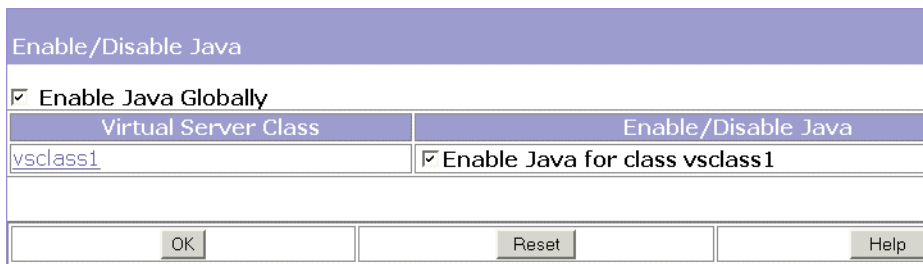 Enable/Disable Java
Enable Java Globally
Virtual Server Class Enable/Disable Java
vsclass1 Enable Java for class vsclass1
OK Reset Help